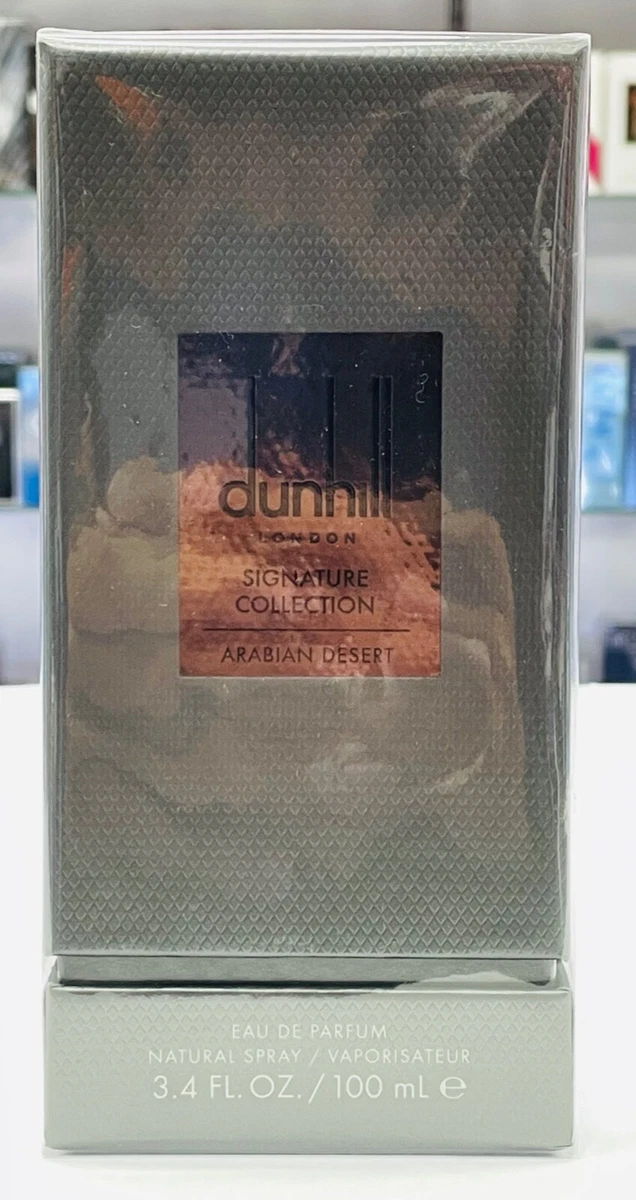 dunhill
LONDON
SIGNATURE
COLLECTION
ARABIAN DESERT
EAU DE PARFUM
NATURAL SPRAY / VAPORISATEUR
3.4 FL. OZ. / 100 mL ℮